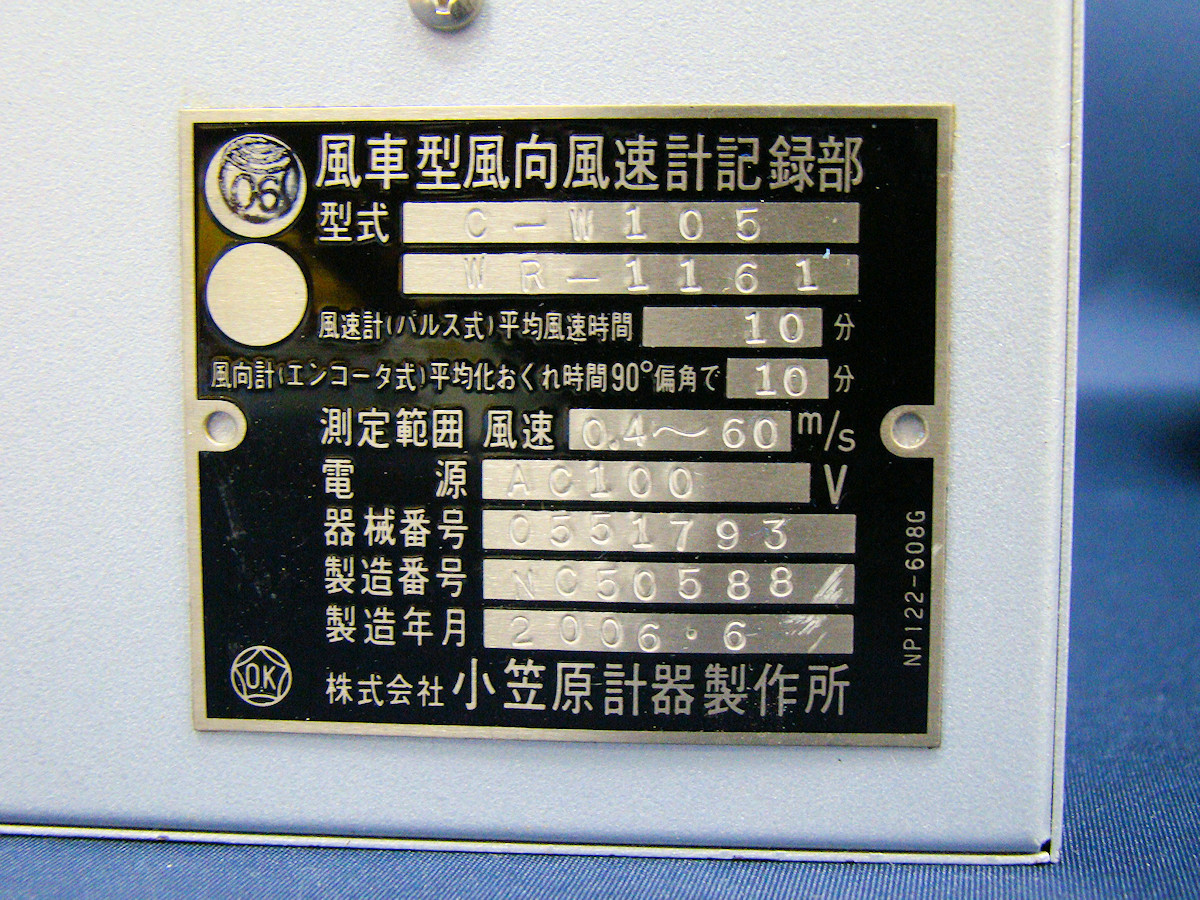 06
風車型風向風速計記録部
型式 C-W105
WR-1161
風速計(パルス式)平均風速時間 10 分
風向計(エンコータ式)平均化おくれ時間90°偏角で 10 分
測定範囲 風速 0.4～60 m/s
電源 AC100 V
器械番号 0551793
製造番号 NC50588
製造年月 2006.6
O.K
株式会社 小笠原計器製作所
NP122-608G